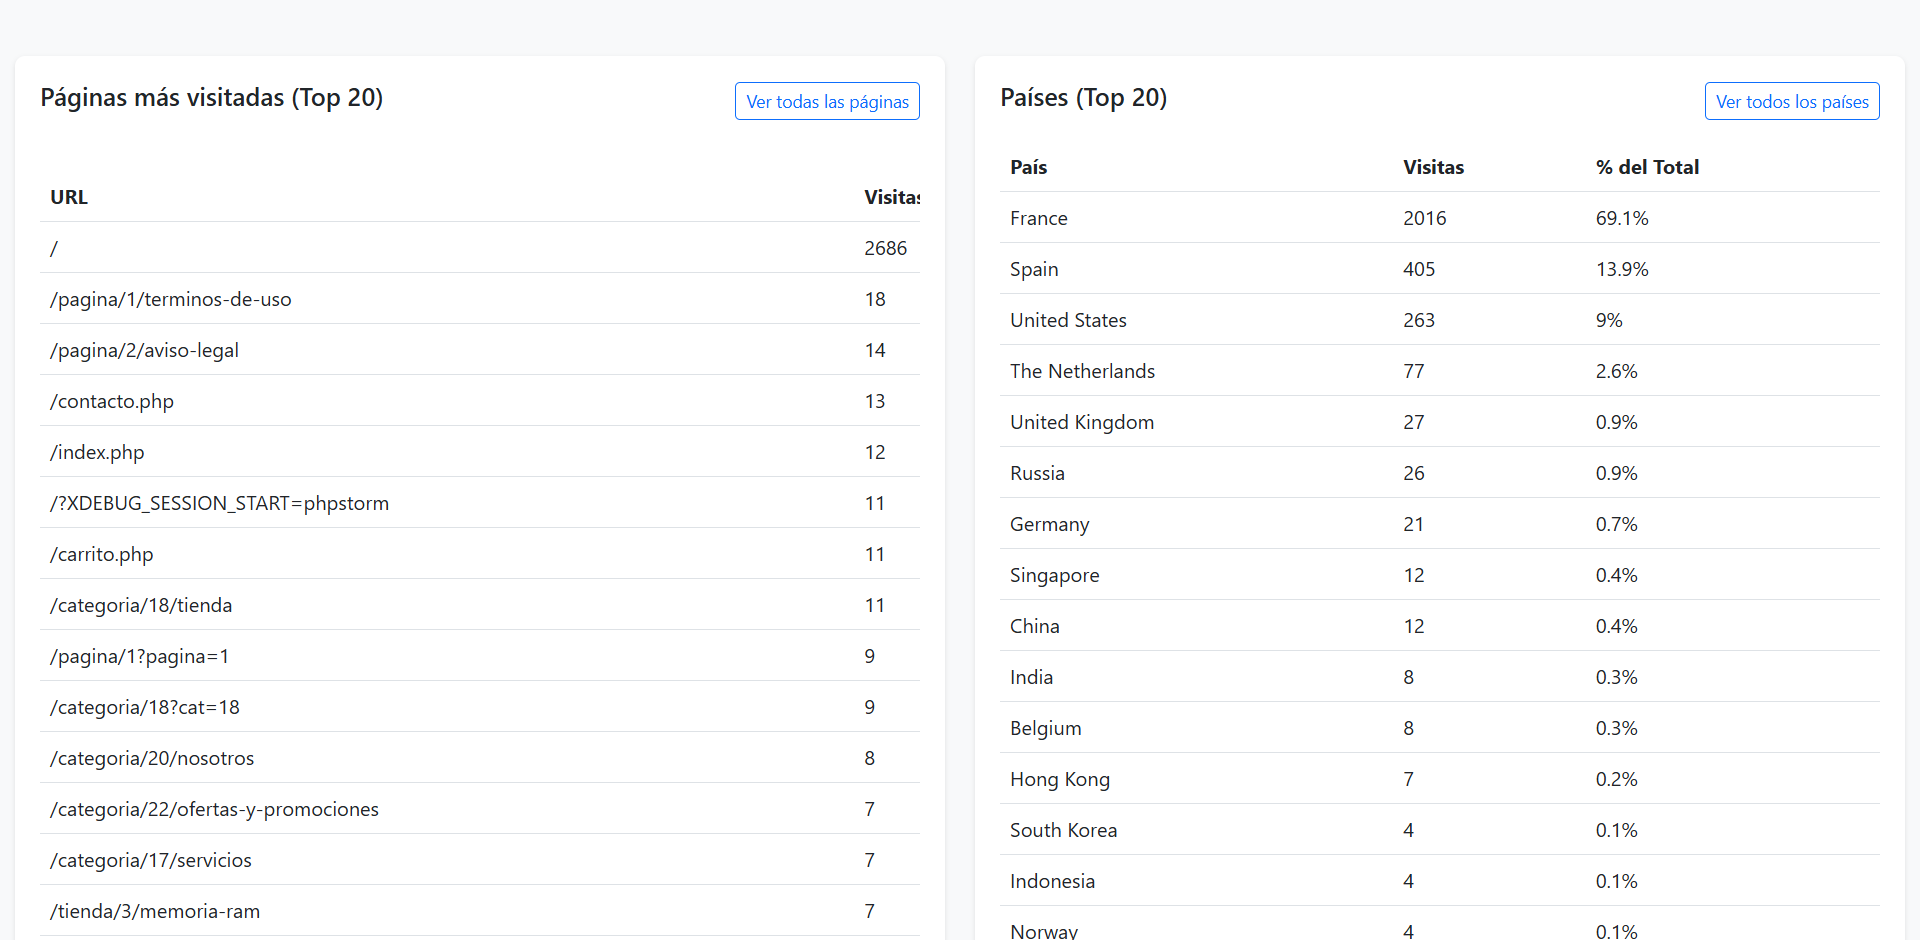 Páginas más visitadas (Top 20)
Ver todas las páginas
URL Visitas
/ 2686
/pagina/1/terminos-de-uso 18
/pagina/2/aviso-legal 14
/contacto.php 13
/index.php 12
/?XDEBUG_SESSION_START=phpstorm 11
/carrito.php 11
/categoria/18/tienda 11
/pagina/1?pagina=1 9
/categoria/18?cat=18 9
/categoria/20/nosotros 8
/categoria/22/ofertas-y-promociones 7
/categoria/17/servicios 7
/tienda/3/memoria-ram 7
Países (Top 20)
Ver todos los países
País Visitas % del Total
France 2016 69.1%
Spain 405 13.9%
United States 263 9%
The Netherlands 77 2.6%
United Kingdom 27 0.9%
Russia 26 0.9%
Germany 21 0.7%
Singapore 12 0.4%
China 12 0.4%
India 8 0.3%
Belgium 8 0.3%
Hong Kong 7 0.2%
South Korea 4 0.1%
Indonesia 4 0.1%
Norway 4 0.1%